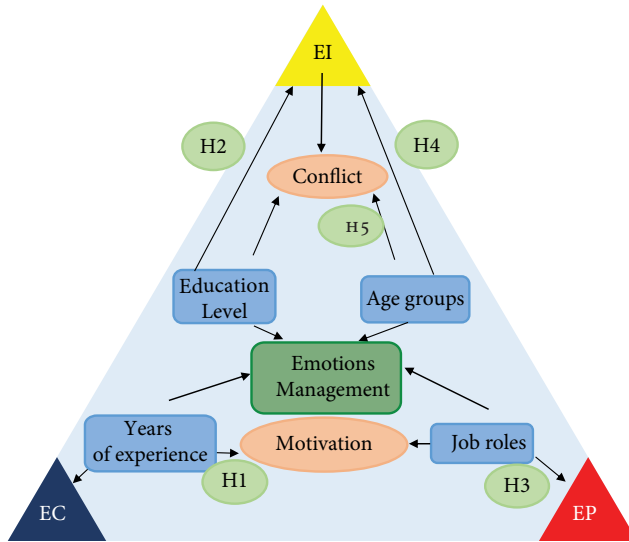 EI
H2
H4
Conflict
H5
Education
Level
Age groups
Emotions
Management
Years
of experience
Motivation
Job roles
H1
H3
EC
EP